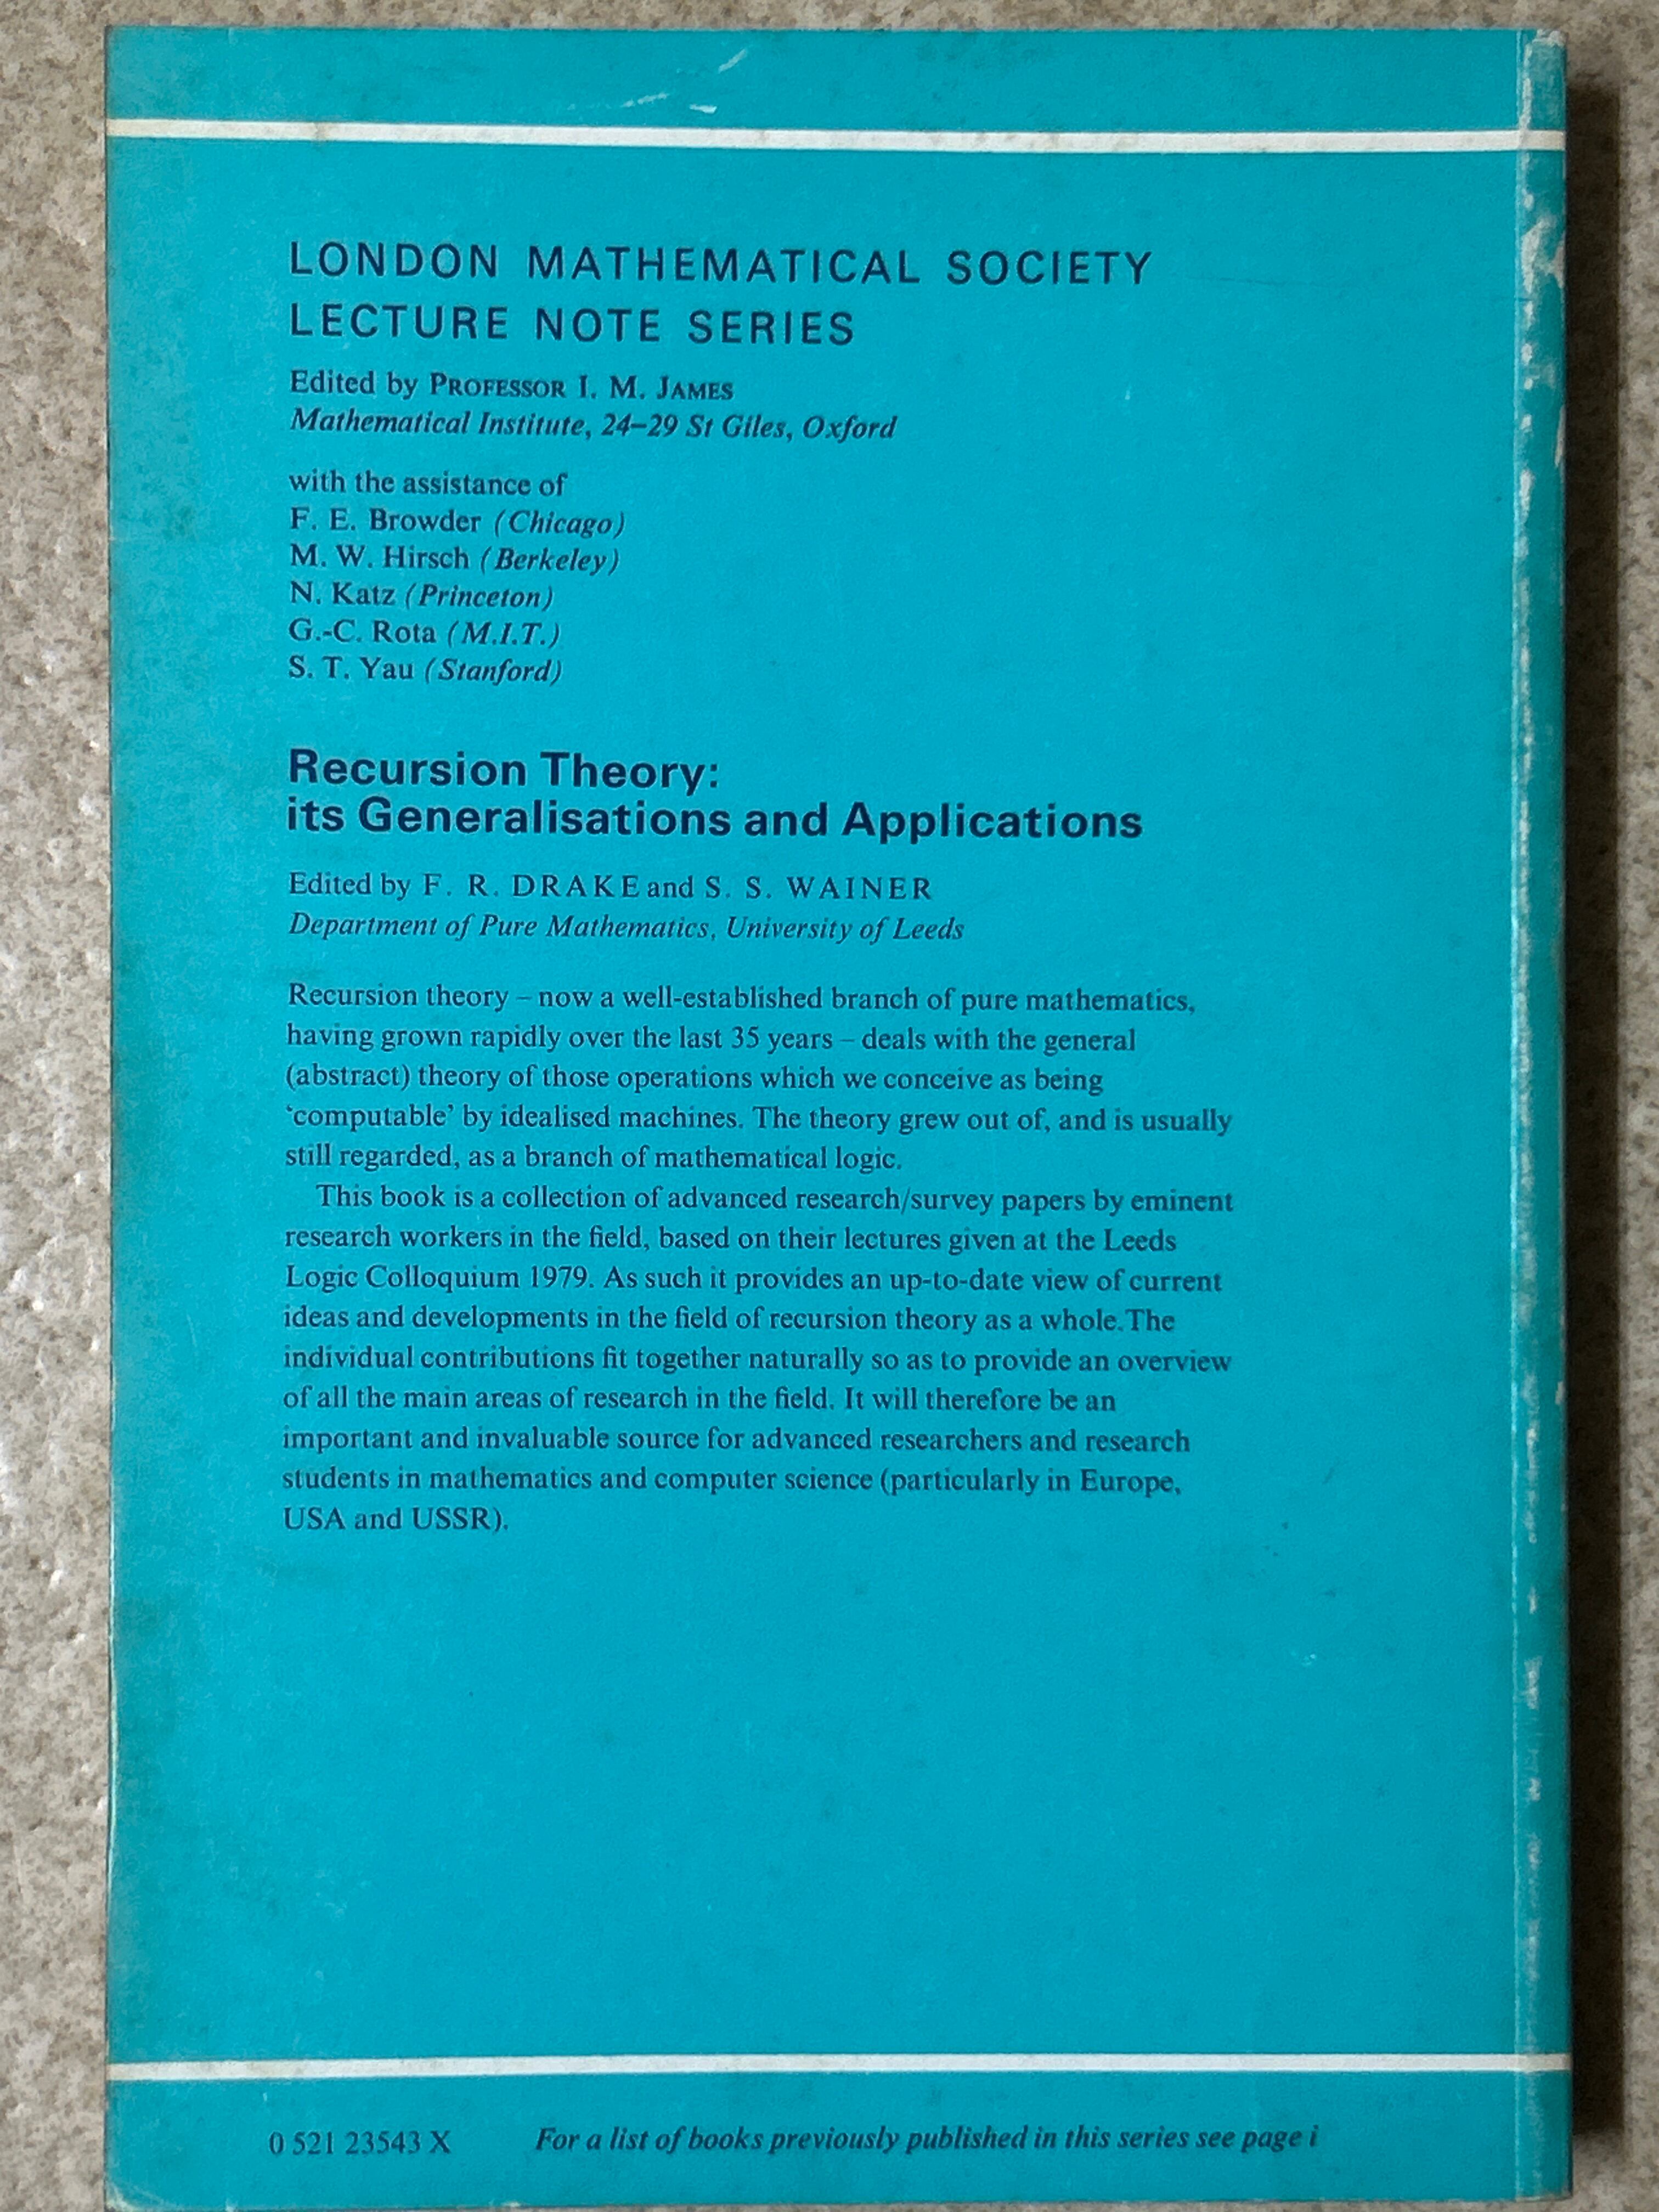 LONDON MATHEMATICAL SOCIETY
LECTURE NOTE SERIES
Edited by PROFESSOR I. M. JAMES
Mathematical Institute, 24–29 St Giles, Oxford
with the assistance of
F. E. Browder (Chicago)
M. W. Hirsch (Berkeley)
N. Katz (Princeton)
G.-C. Rota (M.I.T.)
S. T. Yau (Stanford)
Recursion Theory:
its Generalisations and Applications
Edited by F. R. DRAKE and S. S. WAINER
Department of Pure Mathematics, University of Leeds
Recursion theory – now a well-established branch of pure mathematics,
having grown rapidly over the last 35 years – deals with the general
(abstract) theory of those operations which we conceive as being
‘computable’ by idealised machines. The theory grew out of, and is usually
still regarded, as a branch of mathematical logic.
This book is a collection of advanced research/survey papers by eminent
research workers in the field, based on their lectures given at the Leeds
Logic Colloquium 1979. As such it provides an up-to-date view of current
ideas and developments in the field of recursion theory as a whole. The
individual contributions fit together naturally so as to provide an overview
of all the main areas of research in the field. It will therefore be an
important and invaluable source for advanced researchers and research
students in mathematics and computer science (particularly in Europe,
USA and USSR).
0 521 23543 X For a list of books previously published in this series see page i